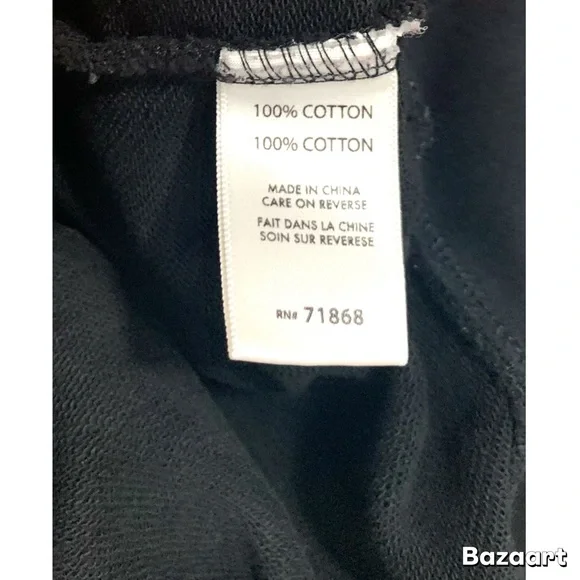 100% COTTON
100% COTTON
MADE IN CHINA
CARE ON REVERSE
FAIT DANS LA CHINE
SOIN SUR REVERESE
RN# 71868
Bazaart